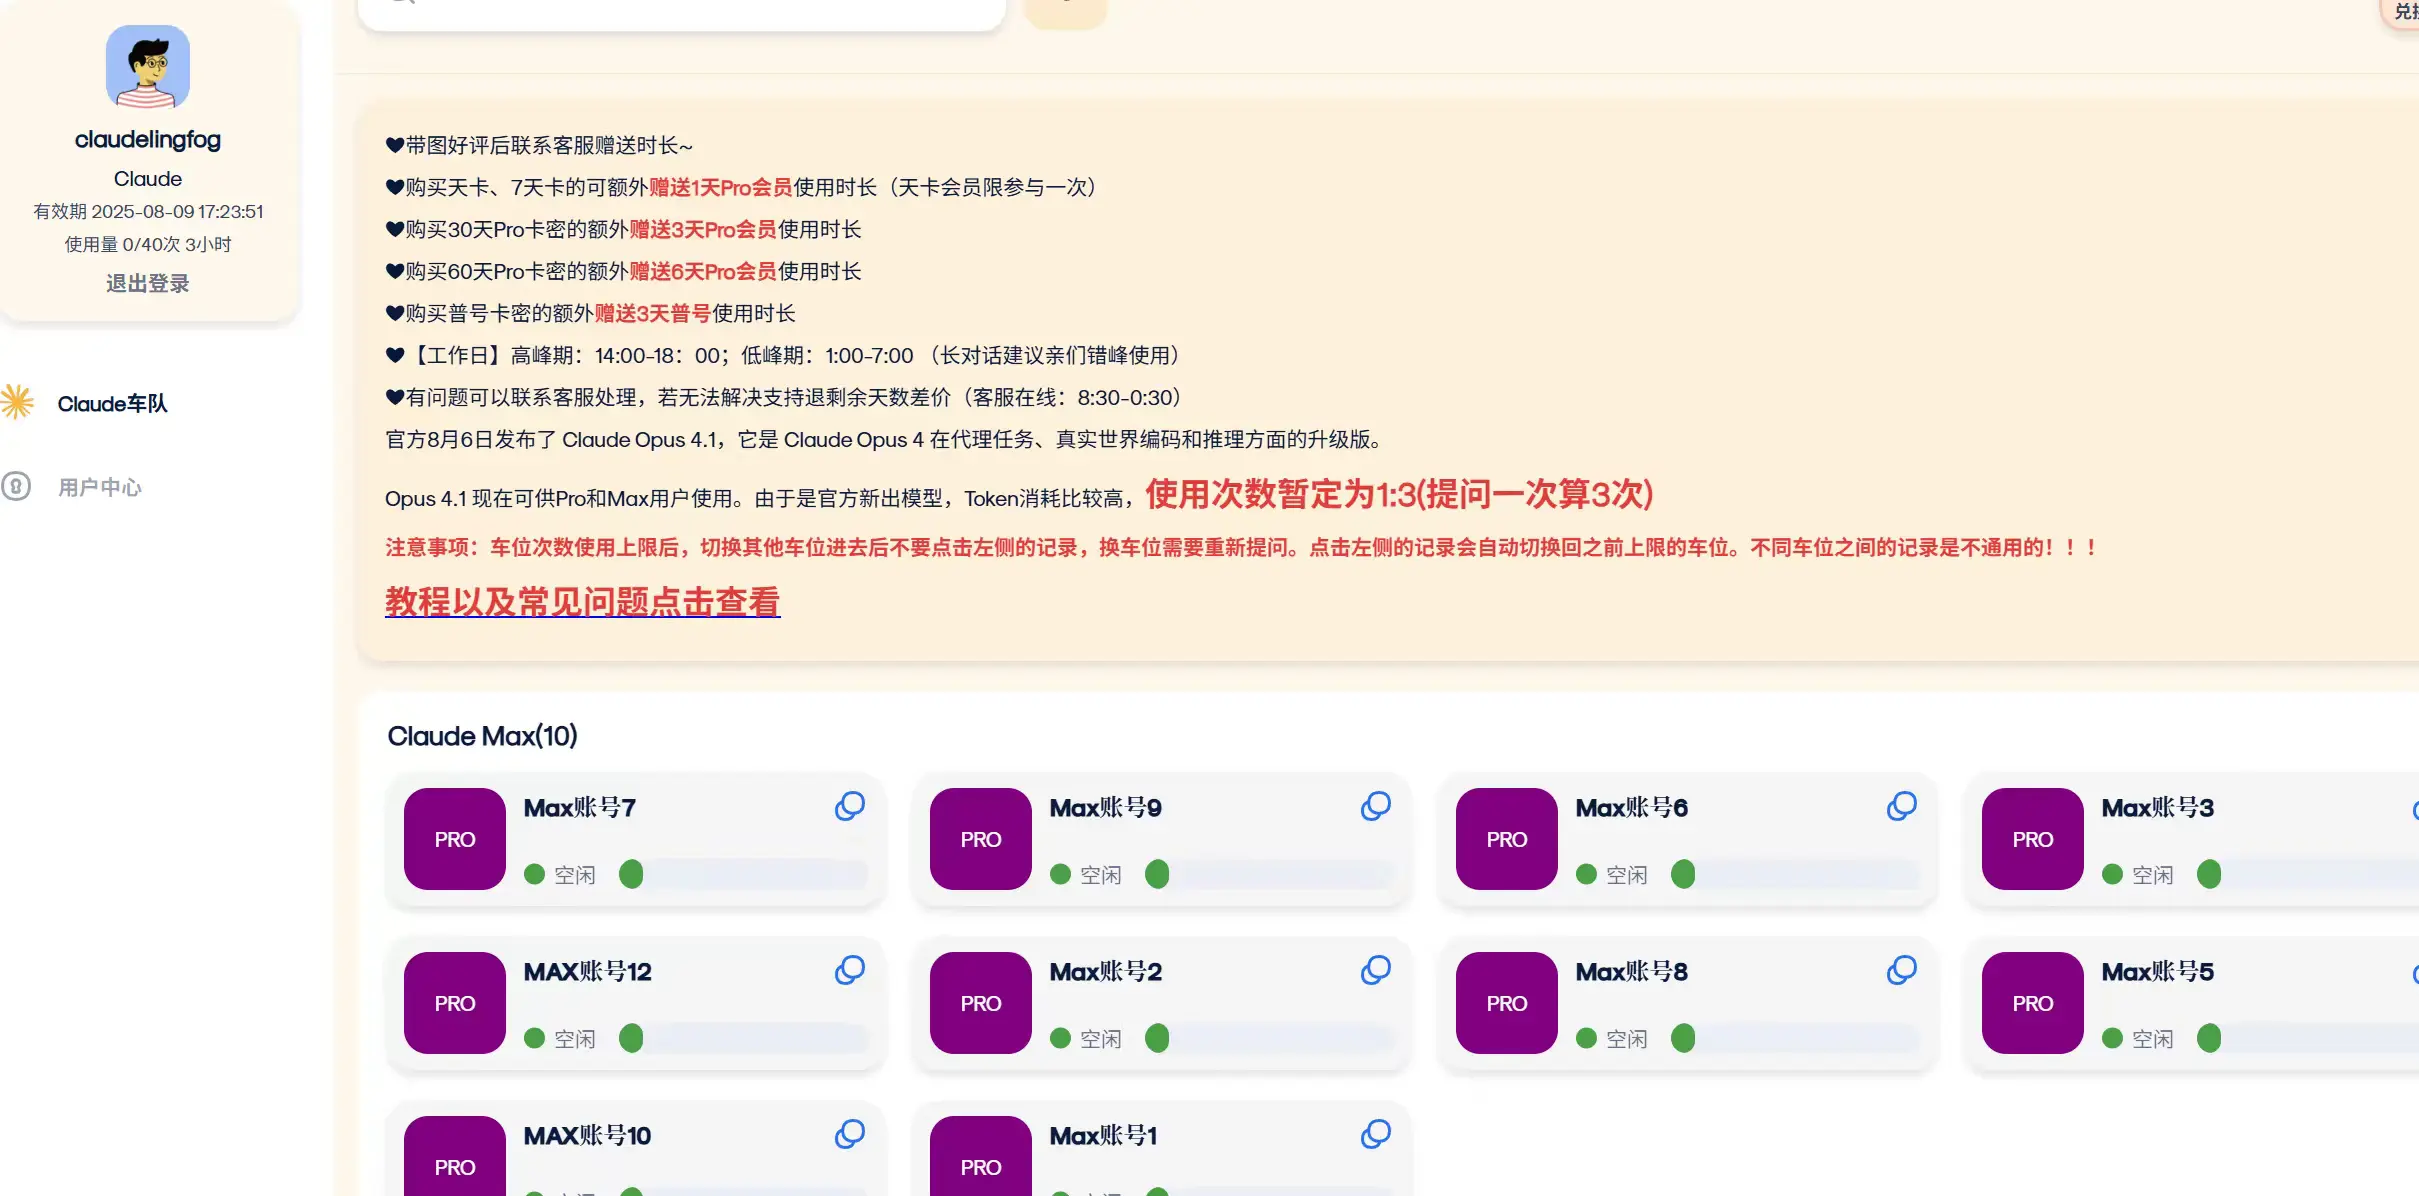 兑
claudelingfog
Claude
有效期 2025-08-09 17:23:51
使用量 0/40次 3小时
退出登录
Claude车队
用户中心
♥带图好评后联系客服赠送时长~
♥购买天卡、7天卡的可额外赠送1天Pro会员使用时长（天卡会员限参与一次）
♥购买30天Pro卡密的额外赠送3天Pro会员使用时长
♥购买60天Pro卡密的额外赠送6天Pro会员使用时长
♥购买普号卡密的额外赠送3天普号使用时长
♥【工作日】高峰期：14:00-18：00；低峰期：1:00-7:00 （长对话建议亲们错峰使用）
♥有问题可以联系客服处理，若无法解决支持退剩余天数差价（客服在线：8:30-0:30）
官方8月6日发布了 Claude Opus 4.1，它是 Claude Opus 4 在代理任务、真实世界编码和推理方面的升级版。
Opus 4.1 现在可供Pro和Max用户使用。由于是官方新出模型，Token消耗比较高，使用次数暂定为1:3(提问一次算3次)
注意事项：车位次数使用上限后，切换其他车位进去后不要点击左侧的记录，换车位需要重新提问。点击左侧的记录会自动切换回之前上限的车位。不同车位之间的记录是不通用的！！！
教程以及常见问题点击查看
Claude Max(10)
PRO Max账号7 空闲
PRO Max账号9 空闲
PRO Max账号6 空闲
PRO Max账号3 空闲
PRO MAX账号12 空闲
PRO Max账号2 空闲
PRO Max账号8 空闲
PRO Max账号5 空闲
PRO MAX账号10
PRO Max账号1